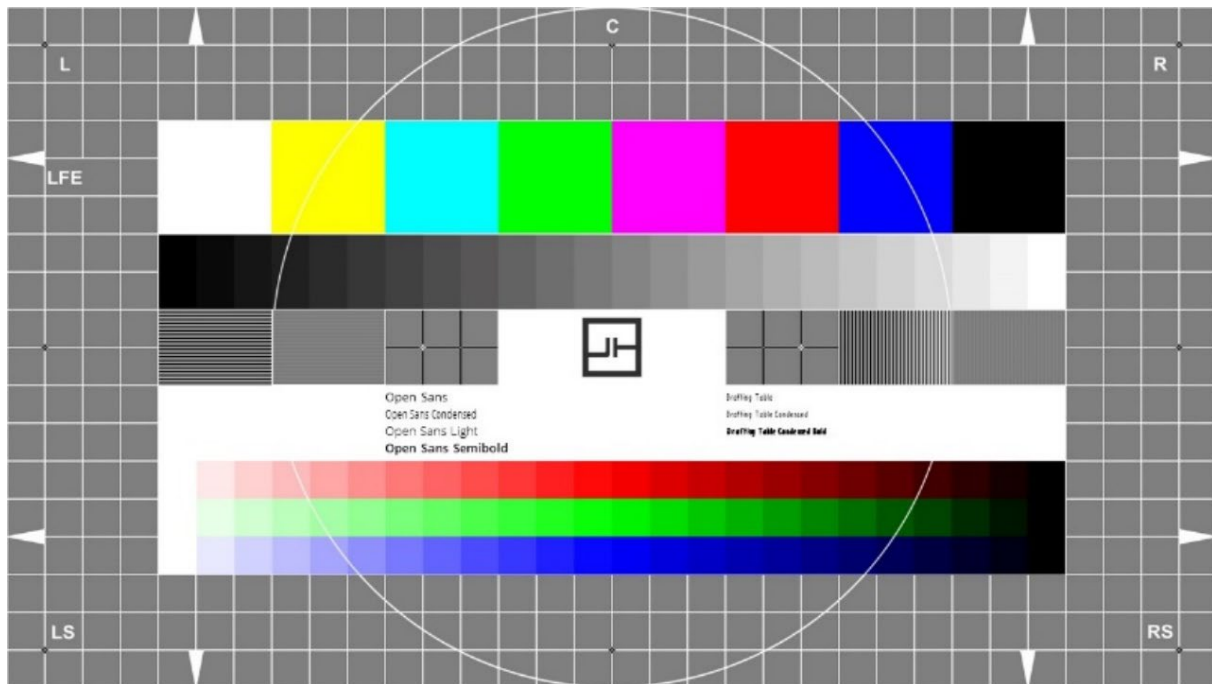 C
L
R
LFE
Open Sans
Open Sans Condensed
Open Sans Light
Open Sans Semibold
Drafting Table
Drafting Table Condensed
Drafting Table Condensed Bold
LS
RS